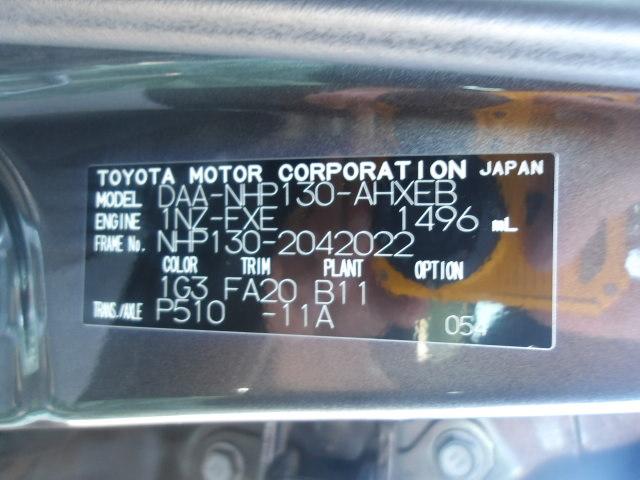 TOYOTA MOTOR CORPORATION JAPAN
MODEL DAA-NHP130-AHXEB
ENGINE 1NZ-EXE 1496 mL
FRAME No. NHP130-2042022
COLOR TRIM PLANT OPTION
1G3 FA20 B11
TRANS./AXLE P510 -11A 054